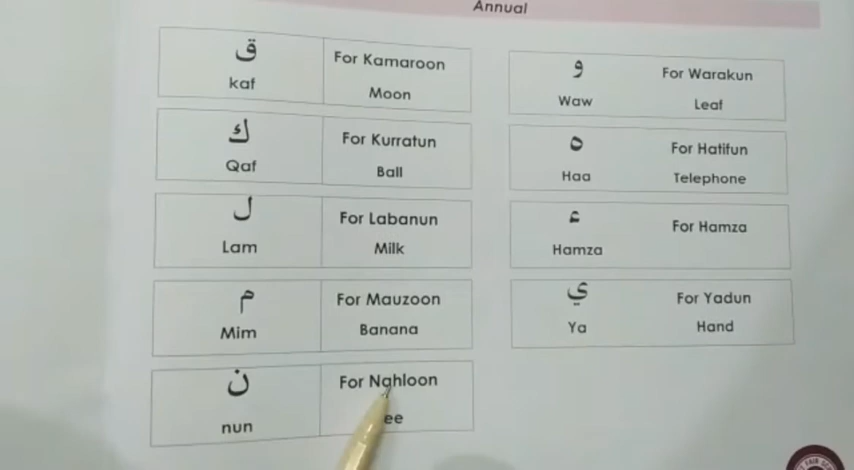 Annual
ق
For Kamaroon
kaf
Moon
ك
For Kurratun
Qaf
Ball
ل
For Labanun
Lam
Milk
م
For Mauzoon
Mim
Banana
ن
For Nahloon
nun
ee
و
For Warakun
Waw
Leaf
ه
For Hatifun
Haa
Telephone
ء
For Hamza
Hamza
ي
For Yadun
Ya
Hand